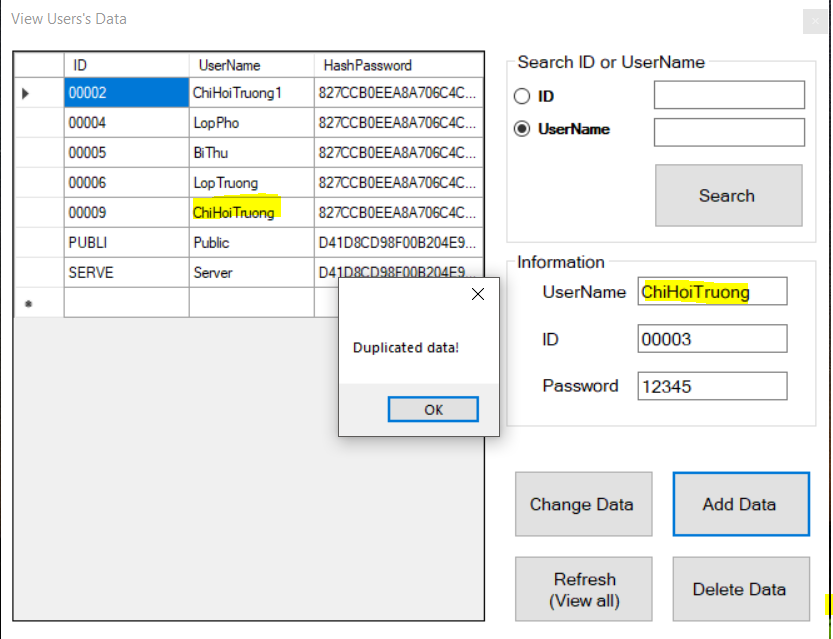 View Users's Data
ID UserName HashPassword
00002 ChiHoiTruong1 827CCB0EEA8A706C4C...
00004 LopPho 827CCB0EEA8A706C4C...
00005 BiThu 827CCB0EEA8A706C4C...
00006 LopTruong 827CCB0EEA8A706C4C...
00009 ChiHoiTruong 827CCB0EEA8A706C4C...
PUBLI Public D41D8CD98F00B204E9...
SERVE Server D41D8CD98F00B204E9...
Duplicated data!
OK
Search ID or UserName
ID
UserName
Search
Information
UserName ChiHoiTruong
ID 00003
Password 12345
Change Data Add Data
Refresh
(View all)
Delete Data